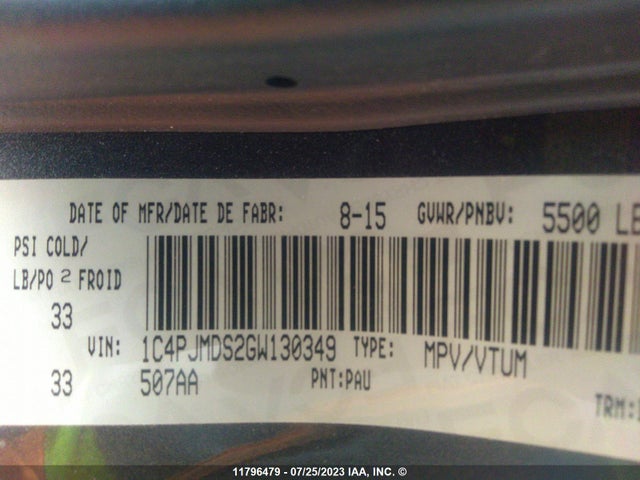 DATE OF MFR/DATE DE FABR: 8-15 GVWR/PNBV: 5500 LB
PSI COLD/
LB/PO 2 FROID
33
VIN: 1C4PJMDS2GW130349 TYPE: MPV/VTUM
33 507AA PNT:PAU
TRM:
11796479 - 07/25/2023 IAA, INC. ©